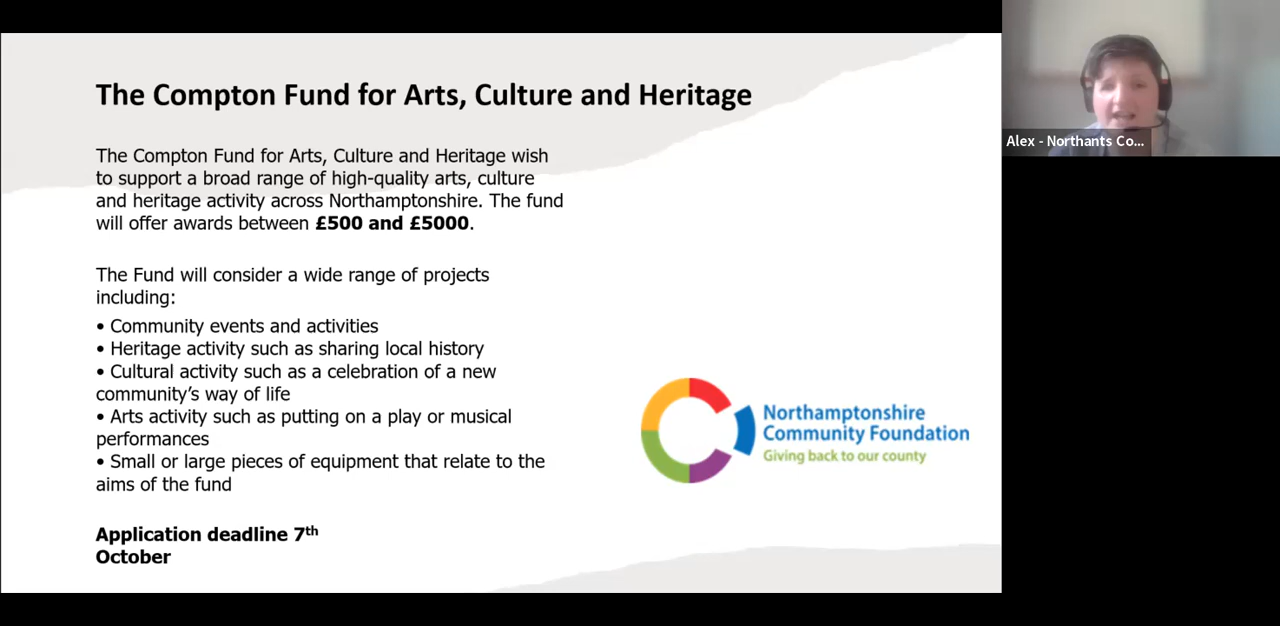 The Compton Fund for Arts, Culture and Heritage
The Compton Fund for Arts, Culture and Heritage wish
to support a broad range of high-quality arts, culture
and heritage activity across Northamptonshire. The fund
will offer awards between £500 and £5000.
The Fund will consider a wide range of projects
including:
• Community events and activities
• Heritage activity such as sharing local history
• Cultural activity such as a celebration of a new
community’s way of life
• Arts activity such as putting on a play or musical
performances
• Small or large pieces of equipment that relate to the
aims of the fund
Application deadline 7th
October
Northamptonshire
Community Foundation
Giving back to our county
Alex - Northants Co...